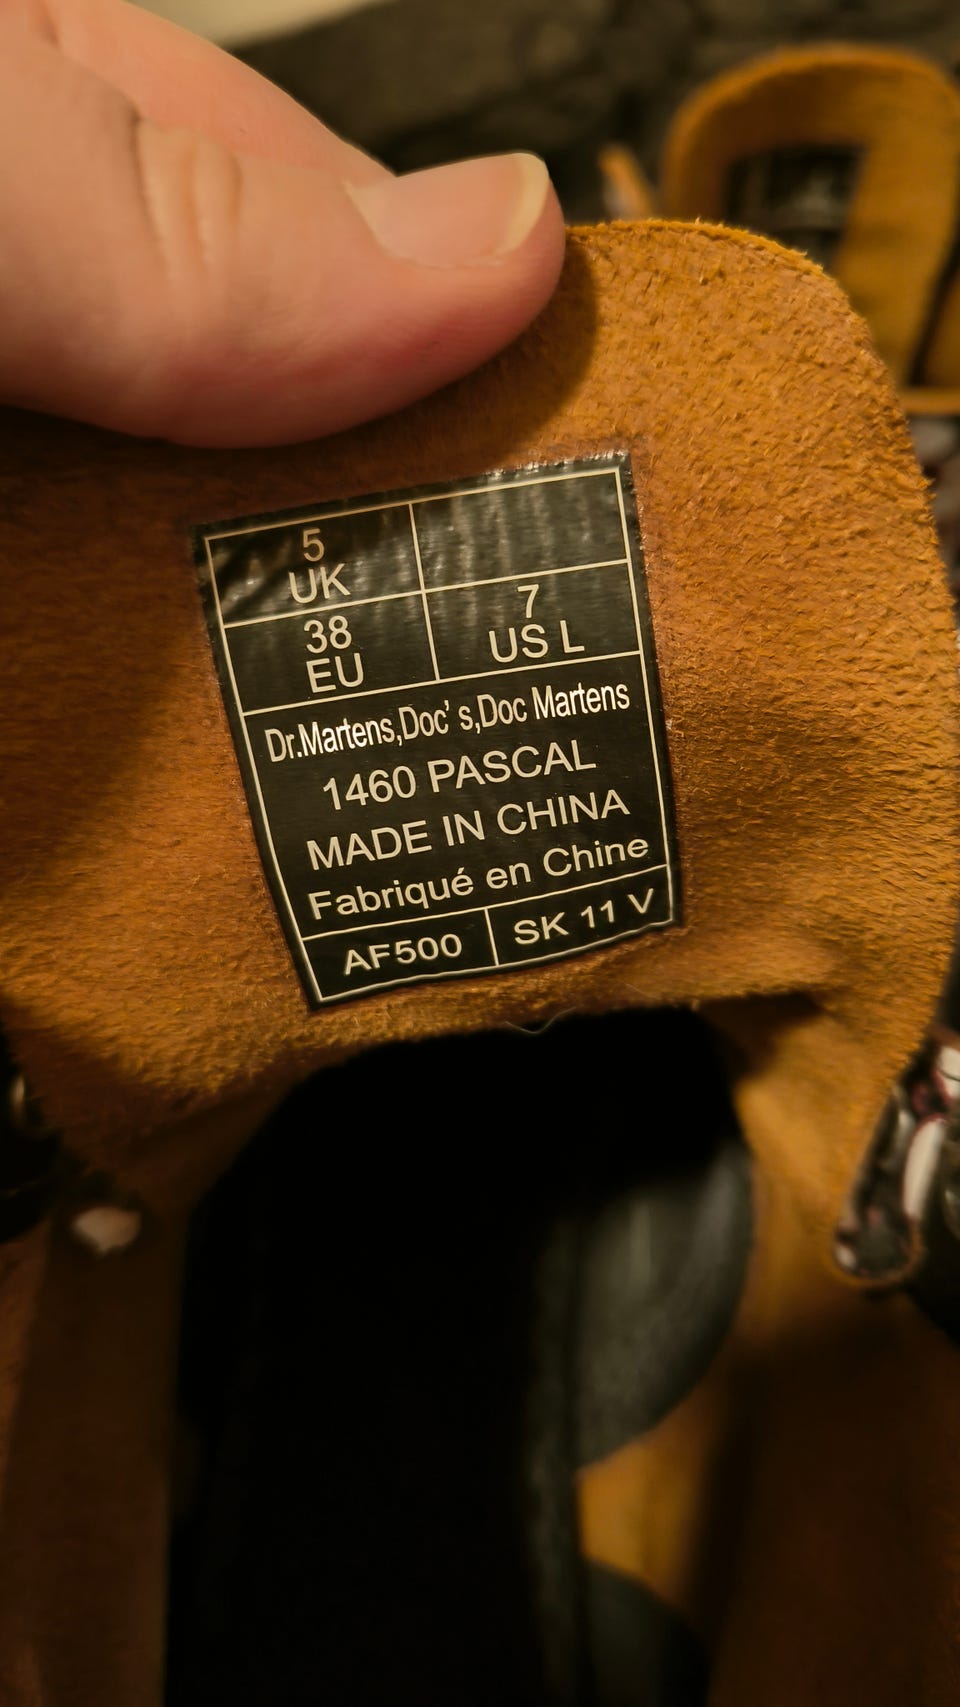 5
UK
38
EU
7
US L
Dr.Martens,Doc' s,Doc Martens
1460 PASCAL
MADE IN CHINA
Fabriqué en Chine
AF500
SK 11 V